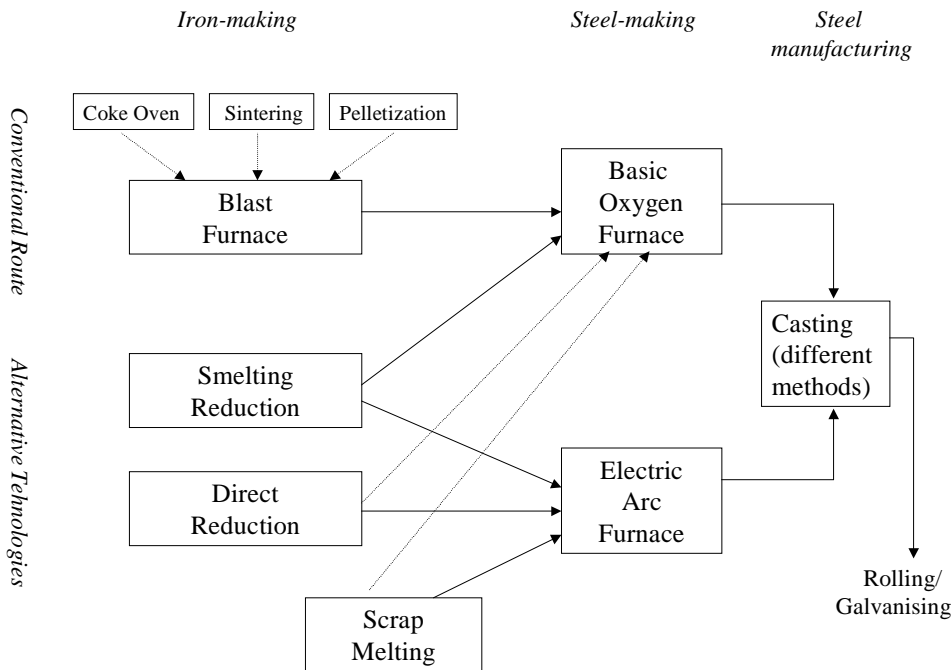 Iron-making
Steel-making
Steel
manufacturing
Conventional Route
Coke Oven
Sintering
Pelletization
Blast
Furnace
Basic
Oxygen
Furnace
Casting
(different
methods)
Alternative Tehnologies
Smelting
Reduction
Direct
Reduction
Electric
Arc
Furnace
Scrap
Melting
Rolling/
Galvanising